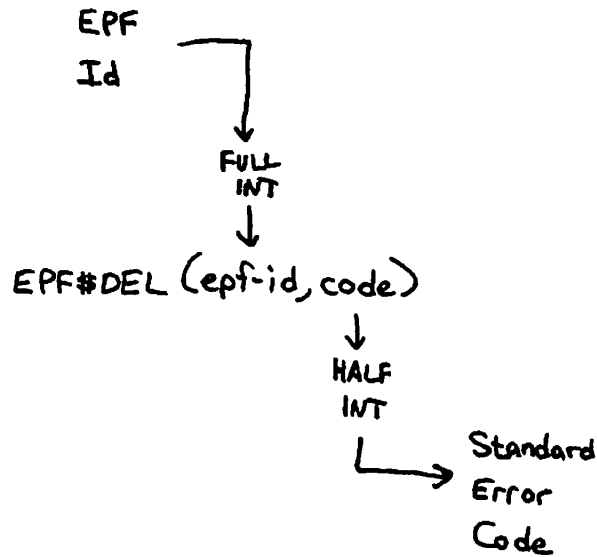 EPF
Id
FULL
INT
EPF$DEL (epf-id, code)
HALF
INT
Standard
Error
Code